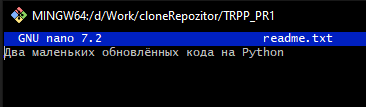 MINGW64:/d/Work/cloneRepozitor/TRPP_PR1
GNU nano 7.2 readme.txt
Два маленьких обновлённых кода на Python